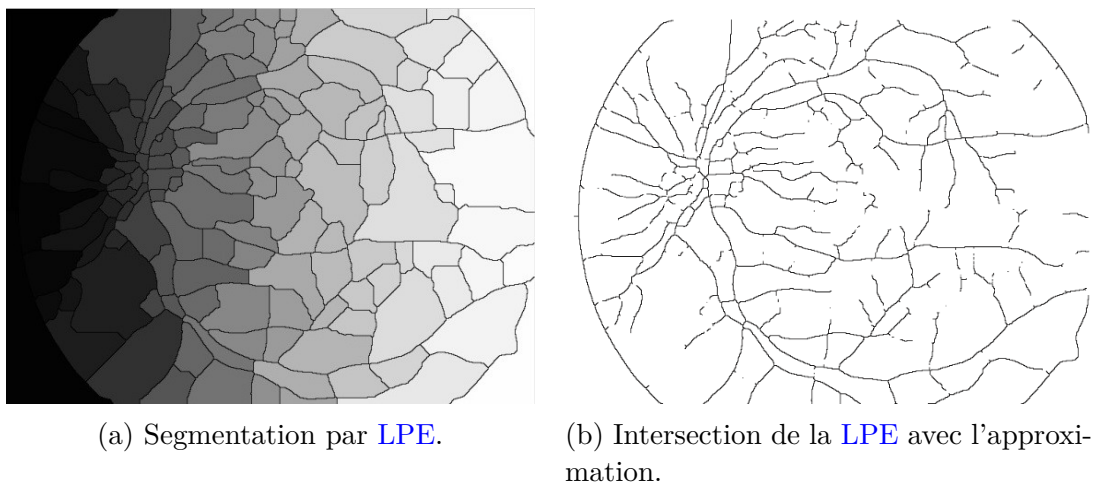 (a) Segmentation par LPE.
(b) Intersection de la LPE avec l'approxi-
mation.